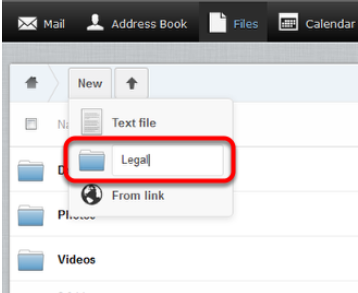 Mail Address Book Files Calendar
New
Text file
Legal
From link
Photos
Videos